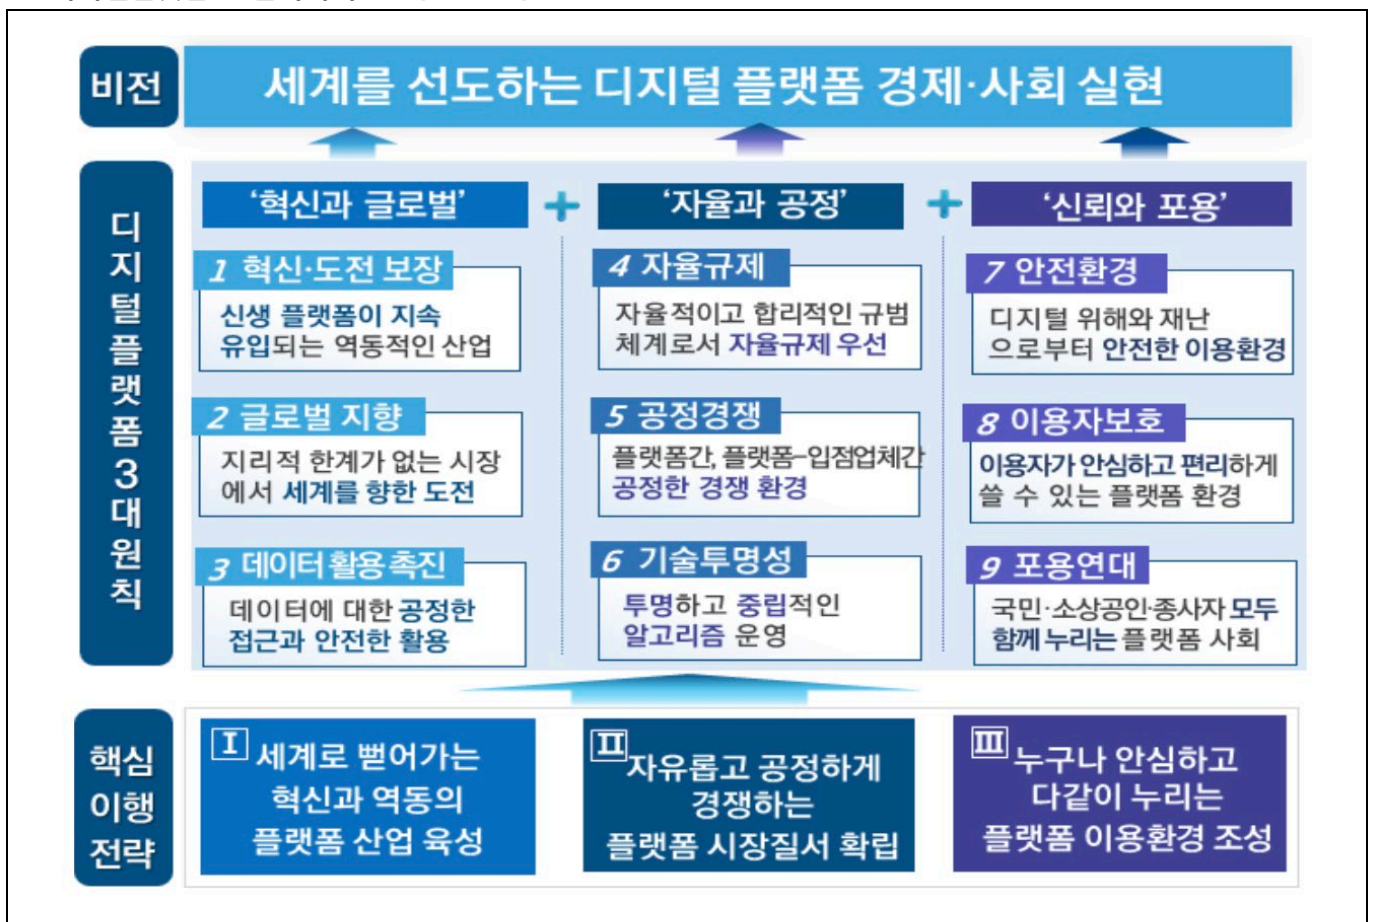 비전
세계를 선도하는 디지털 플랫폼 경제·사회 실현
디지털플랫폼3대원칙
‘혁신과 글로벌’
+
‘자율과 공정’
+
‘신뢰와 포용’
1 혁신·도전 보장
신생 플랫폼이 지속
유입되는 역동적인 산업
2 글로벌 지향
지리적 한계가 없는 시장
에서 세계를 향한 도전
3 데이터 활용 촉진
데이터에 대한 공정한
접근과 안전한 활용
4 자율규제
자율적이고 합리적인 규범
체계로서 자율규제 우선
5 공정경쟁
플랫폼간, 플랫폼-입점업체간
공정한 경쟁 환경
6 기술투명성
투명하고 중립적인
알고리즘 운영
7 안전환경
디지털 위해와 재난
으로부터 안전한 이용환경
8 이용자보호
이용자가 안심하고 편리하게
쓸 수 있는 플랫폼 환경
9 포용연대
국민·소상공인·종사자 모두
함께 누리는 플랫폼 사회
핵심
이행
전략
Ⅰ 세계로 뻗어가는
혁신과 역동의
플랫폼 산업 육성
Ⅱ 자유롭고 공정하게
경쟁하는
플랫폼 시장질서 확립
Ⅲ 누구나 안심하고
다같이 누리는
플랫폼 이용환경 조성